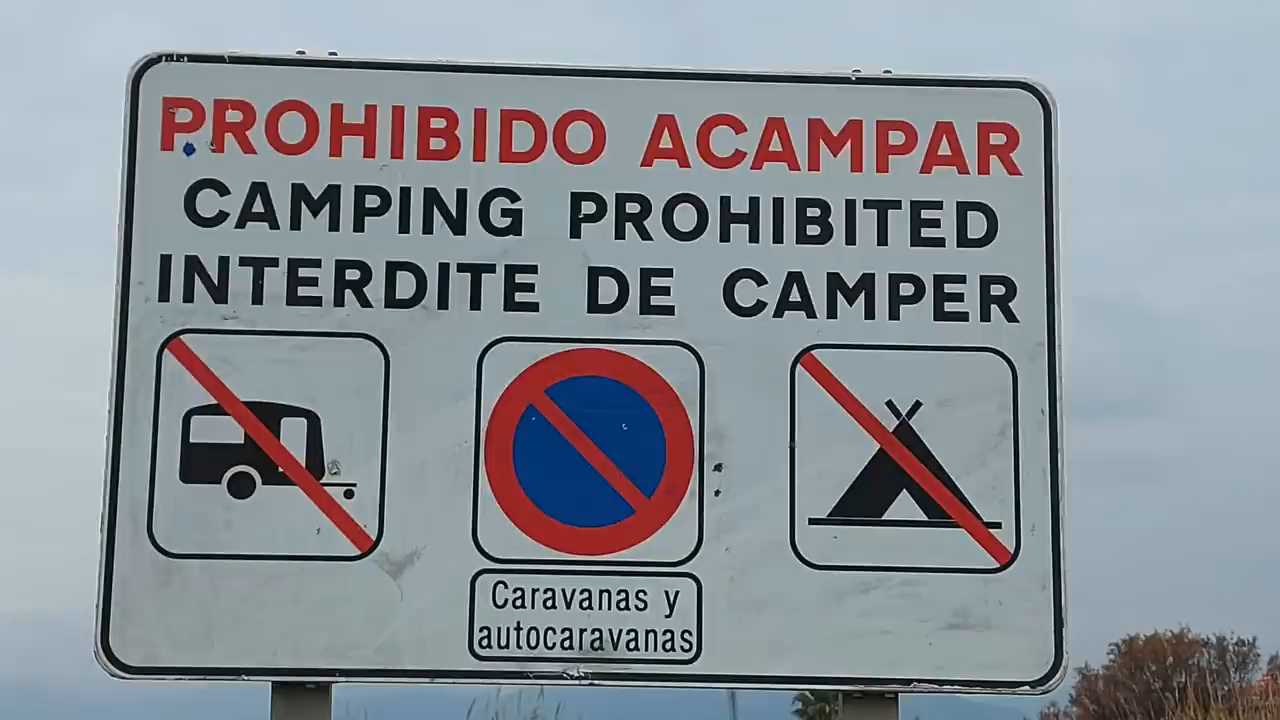 PROHIBIDO ACAMPAR
CAMPING PROHIBITED
INTERDITE DE CAMPER
Caravanas y
autocaravanas